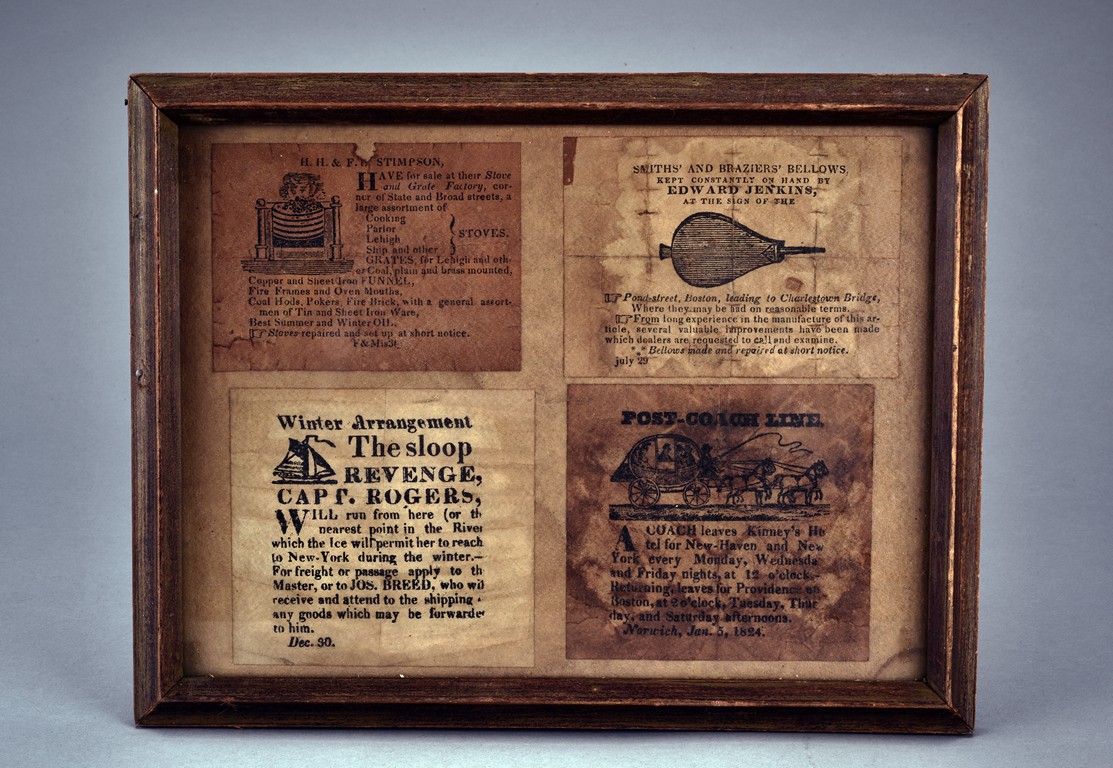 H. H. & F. L. STIMPSON,
HAVE for sale at their Stove
and Grate Factory, cor-
ner of State and Broad streets, a
large assortment of
Cooking
Parlor
Lehigh
Ship and other
STOVES.
GRATES, for Lehigh and oth-
er Coal, plain and brass mounted,
Copper and Sheet Iron FUNNEL,
Fire Frames and Oven Mouths,
Coal Hods, Pokers, Fire Brick, with a general assort-
men of Tin and Sheet Iron Ware,
Best Summer and Winter OIL.
Stoves repaired and set up at short notice.
SMITHS' AND BRAZIERS' BELLOWS,
KEPT CONSTANTLY ON HAND BY
EDWARD JENKINS,
AT THE SIGN OF THE
Pond-street, Boston, leading to Charlestown Bridge,
Where they may be had on reasonable terms.
From long experience in the manufacture of this ar-
ticle, several valuable improvements have been made
which dealers are requested to call and examine.
*** Bellows made and repaired at short notice.
july 29
Winter Arrangement
The sloop
REVENGE,
CAPT. ROGERS,
WILL run from here (or th
nearest point in the River
which the Ice will permit her to reach
to New-York during the winter.—
For freight or passage apply to th
Master, or to JOS. BREED, who wil
receive and attend to the shipping
any goods which may be forwarde
to him.
Dec. 30.
POST-COACH LINE.
A COACH leaves Kinney's Ho
tel for New-Haven and New
York every Monday, Wednesda
and Friday nights, at 12 o'clock.-
Returning, leaves for Providence an
Boston, at 2 o'clock, Tuesday, Thur
day, and Saturday afternoons.
Norwich, Jan. 5, 1824.